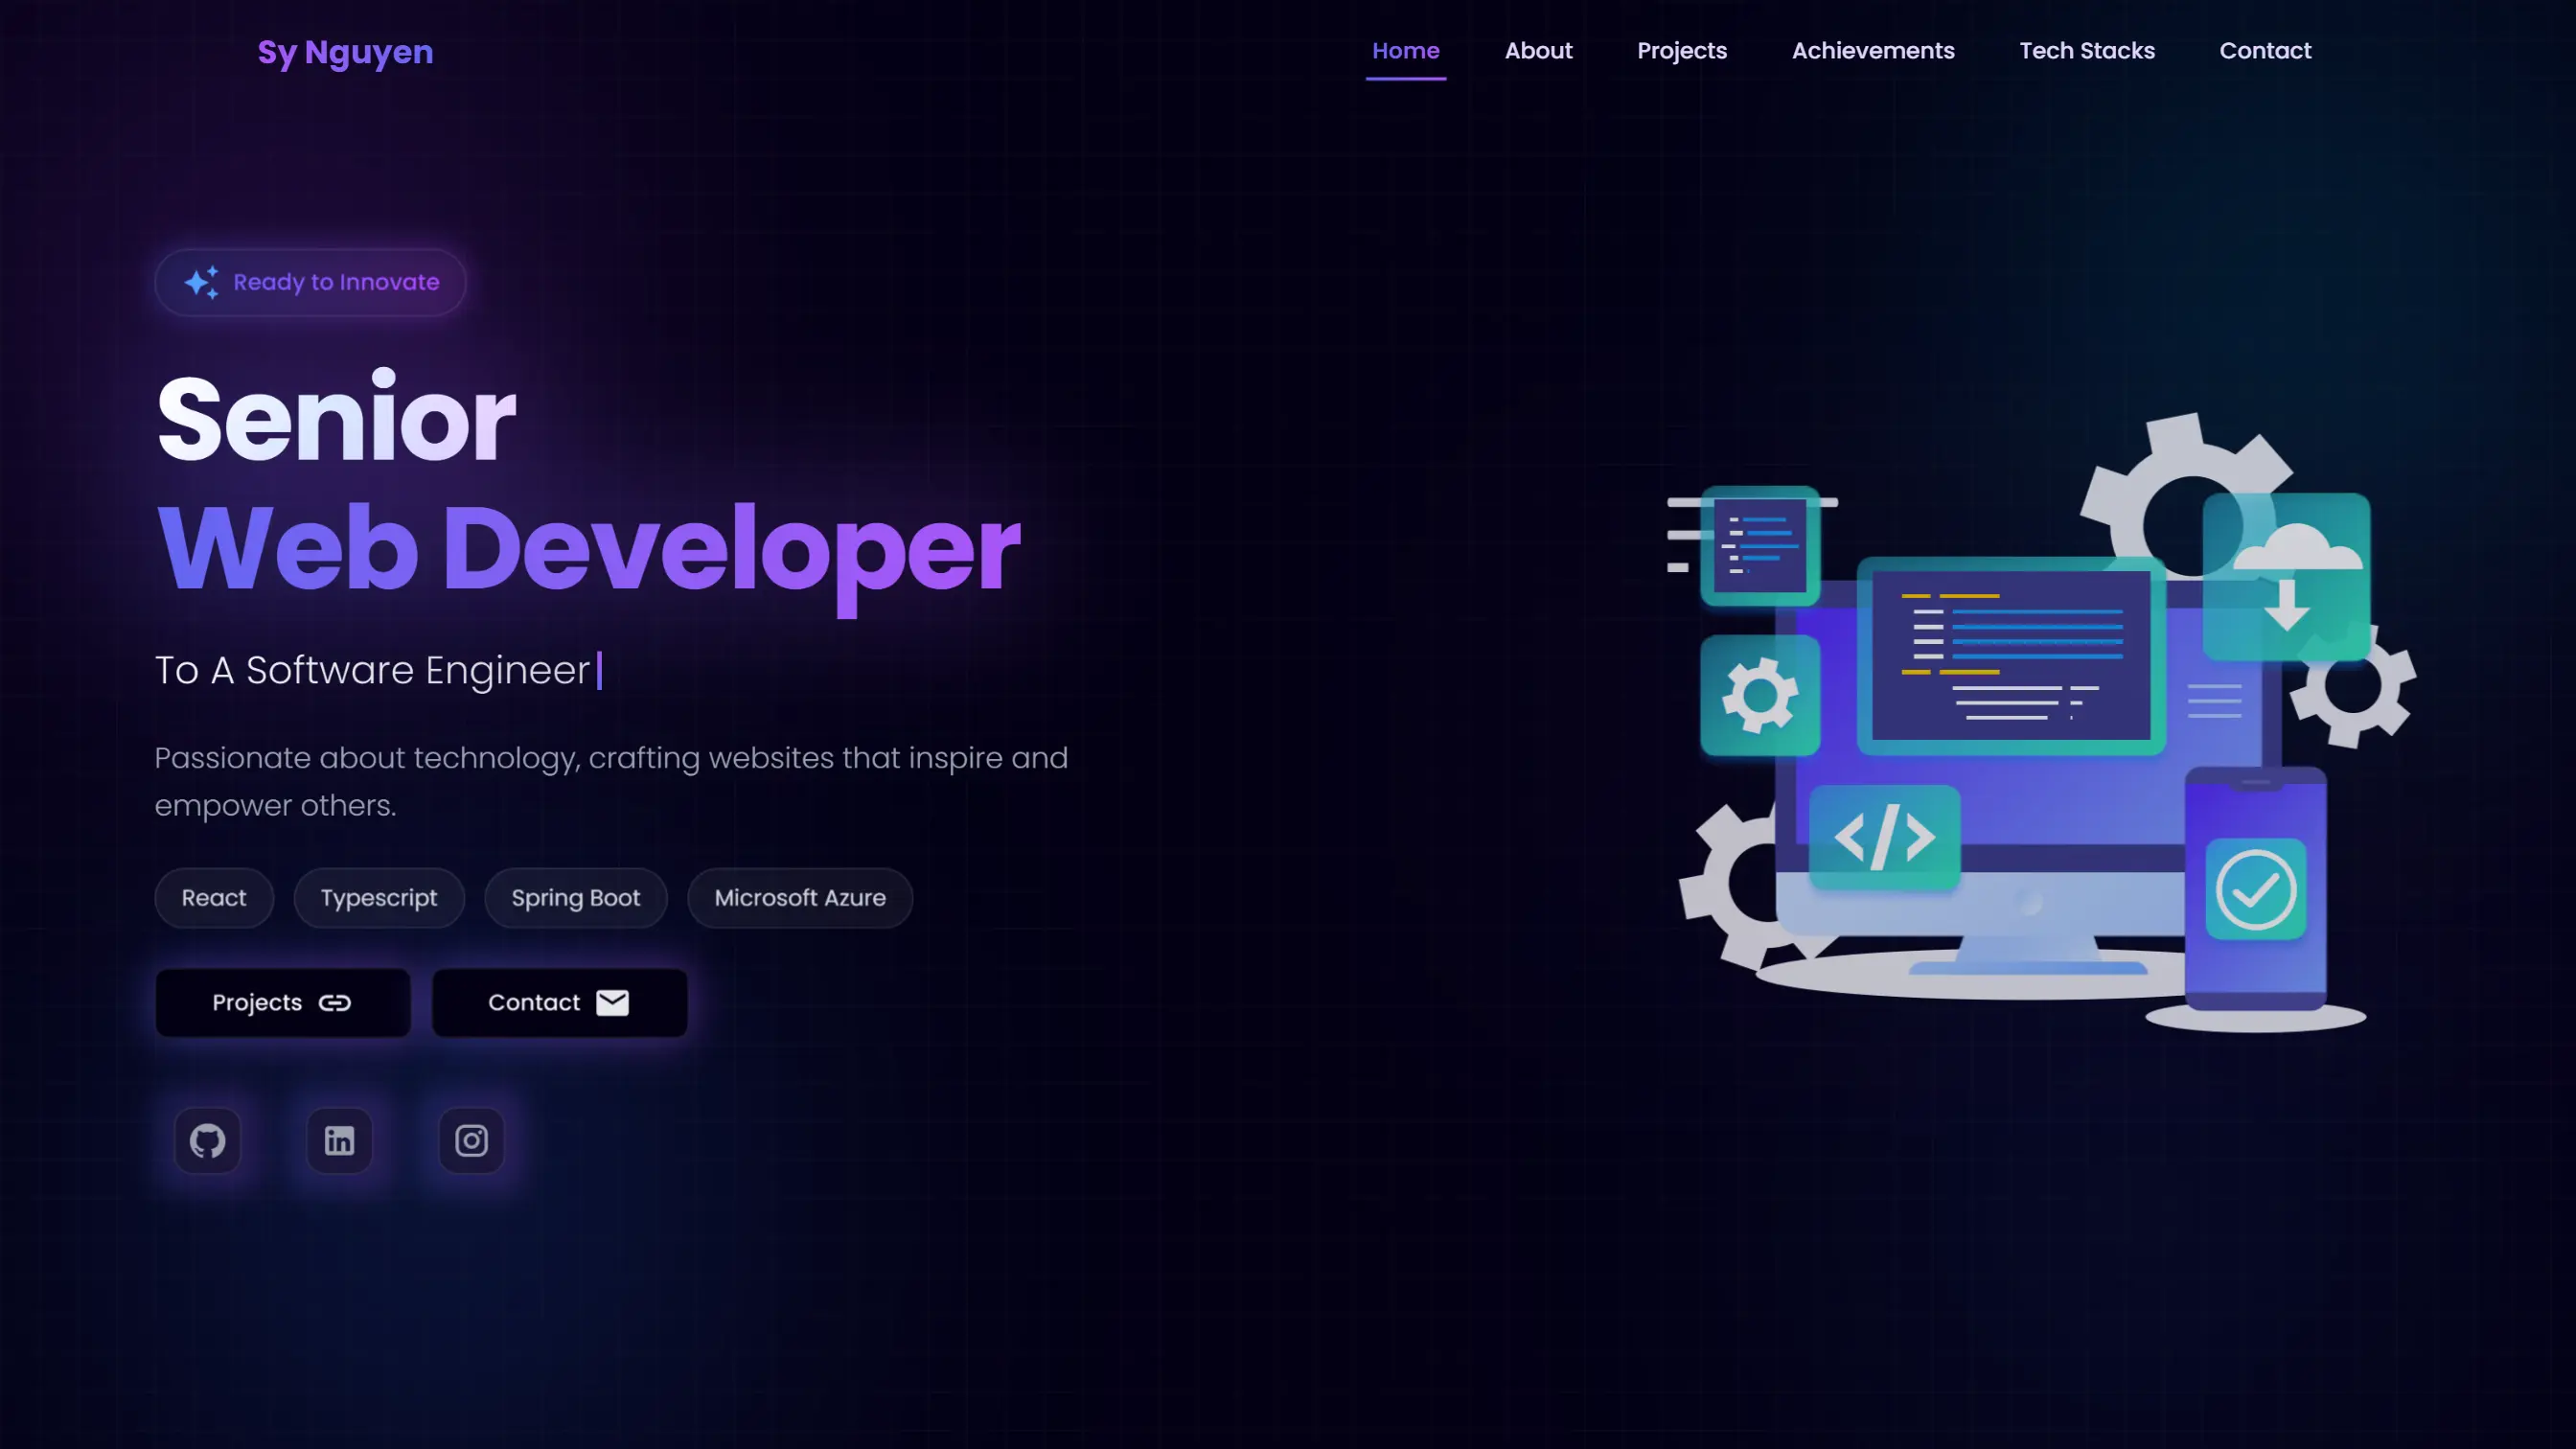 Sy Nguyen
Home About Projects Achievements Tech Stacks Contact
Ready to Innovate
Senior
Web Developer
To A Software Engineer
Passionate about technology, crafting websites that inspire and
empower others.
React Typescript Spring Boot Microsoft Azure
Projects Contact